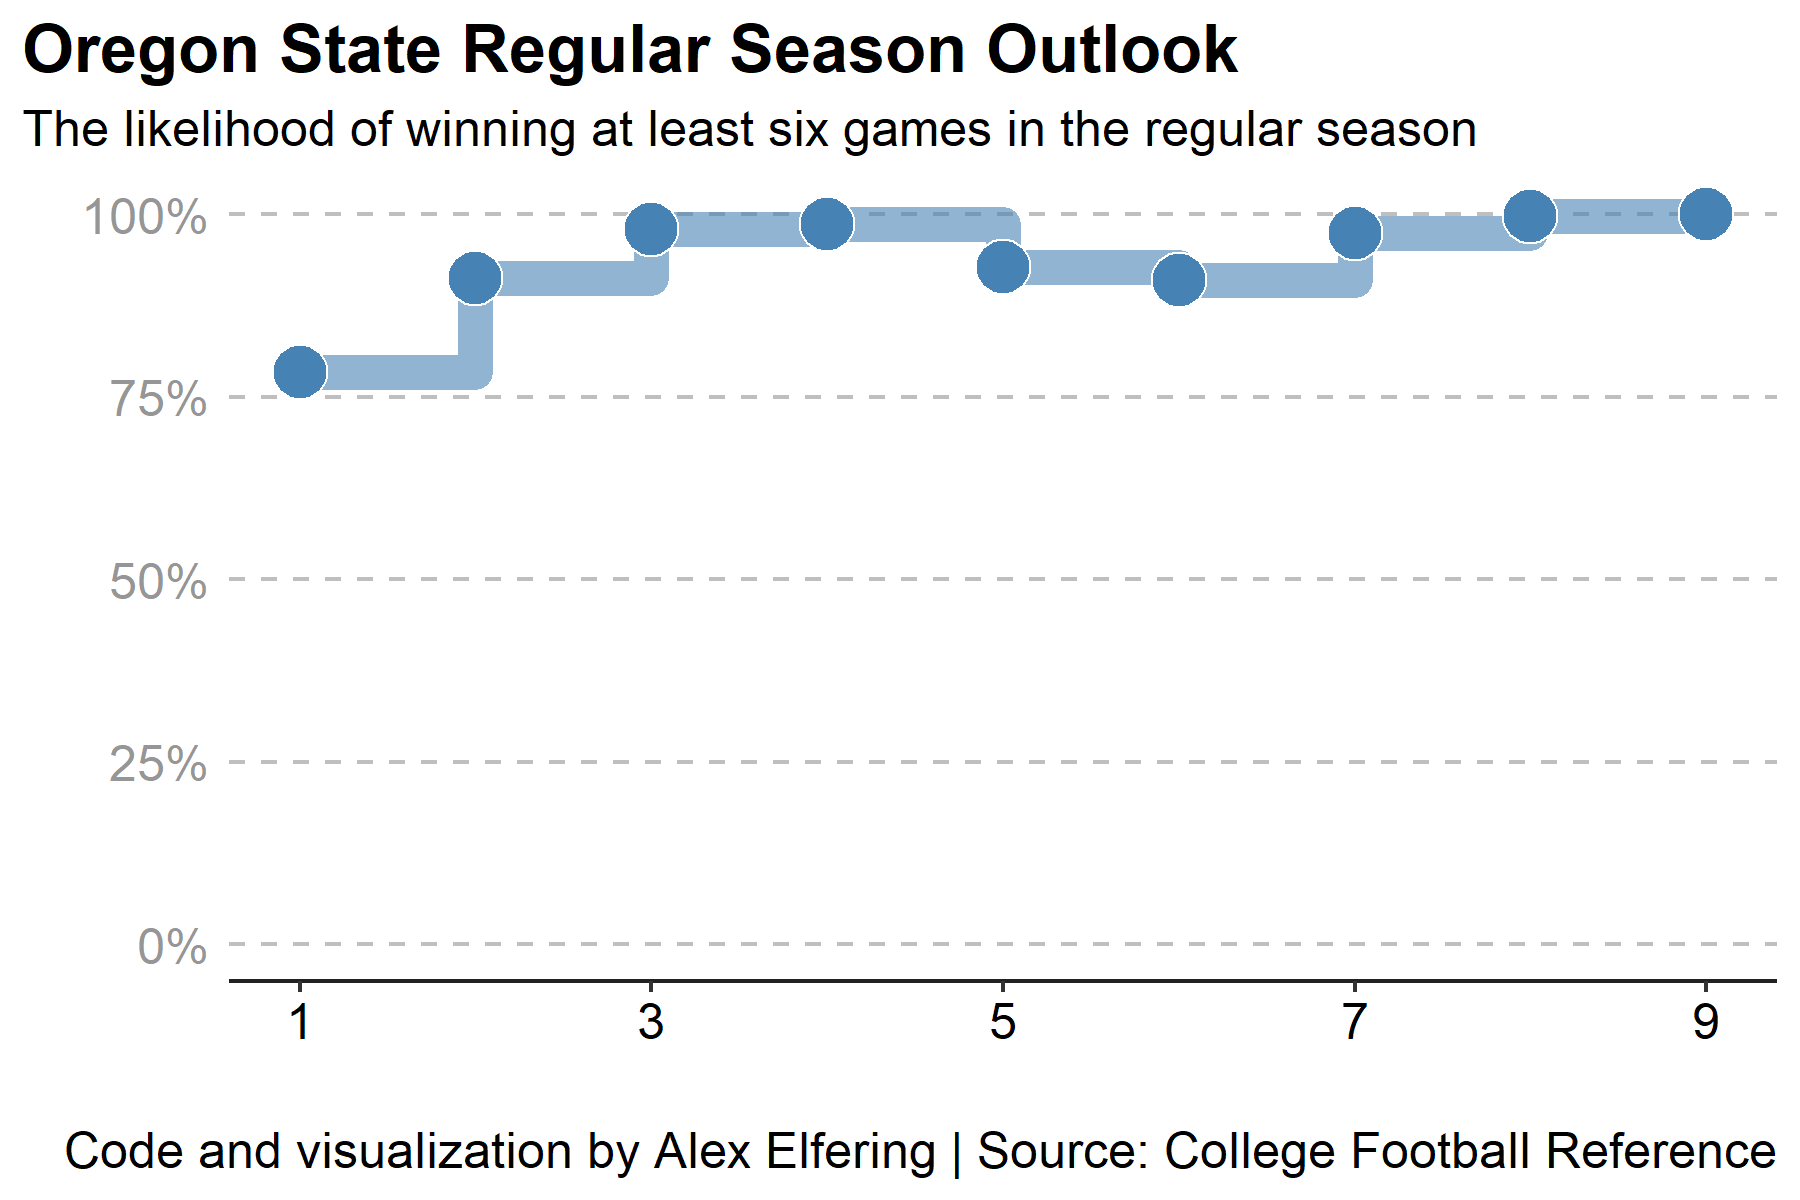 Oregon State Regular Season Outlook
The likelihood of winning at least six games in the regular season
100%
75%
50%
25%
0%
1 3 5 7 9
Code and visualization by Alex Elfering | Source: College Football Reference